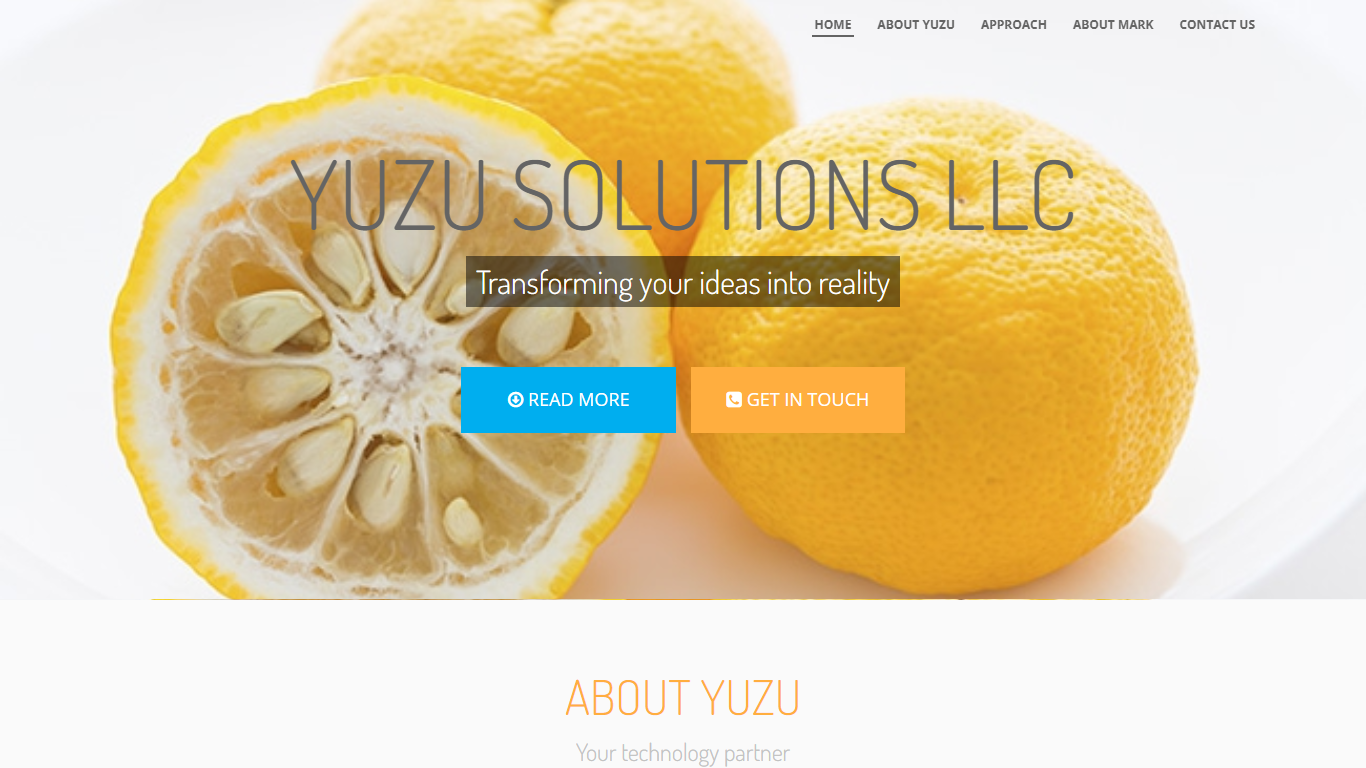 HOME ABOUT YUZU APPROACH ABOUT MARK CONTACT US
YUZU SOLUTIONS LLC
Transforming your ideas into reality
READ MORE GET IN TOUCH
ABOUT YUZU
Your technology partner